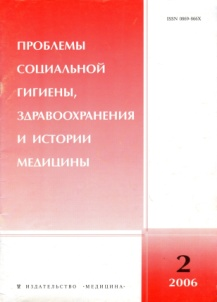 ISSN 0869-866X
ПРОБЛЕМЫ
СОЦИАЛЬНОЙ
ГИГИЕНЫ,
ЗДРАВООХРАНЕНИЯ
И ИСТОРИИ
МЕДИЦИНЫ
2
2006
ИЗДАТЕЛЬСТВО «МЕДИЦИНА»